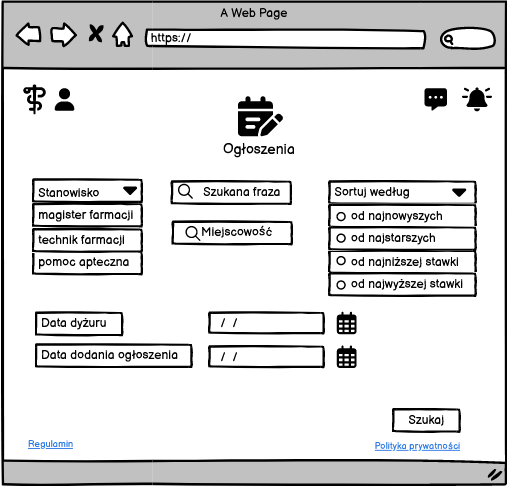 A Web Page
https://
Ogłoszenia
Stanowisko
magister farmacji
technik farmacji
pomoc apteczna
Szukana fraza
Miejscowość
Sortuj według
od najnowyszch
od najstarszych
od najniższej stawki
od najwyższej stawki
Data dyżuru
/ /
Data dodania ogłoszenia
/ /
Szukaj
Regulamin
Polityka prywatności